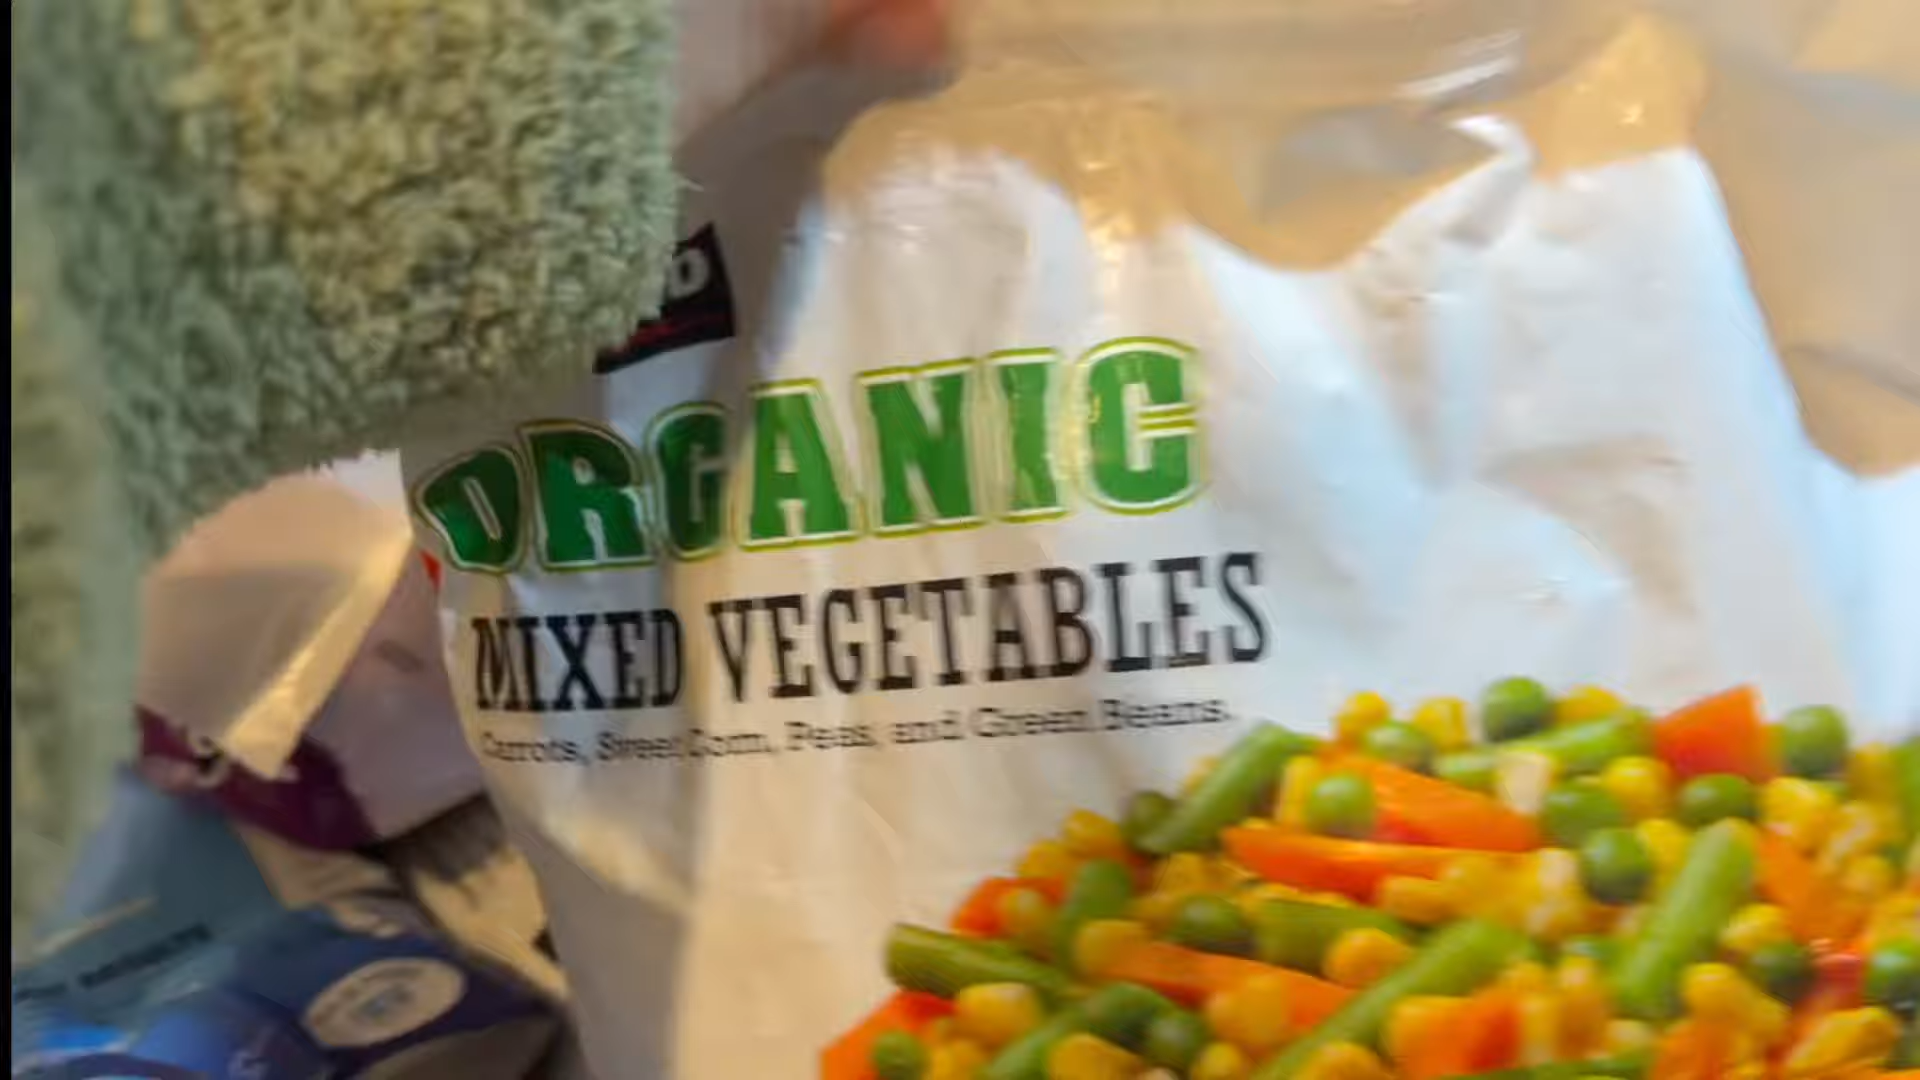 ORGANIC
MIXED VEGETABLES
Carrots, Sweet Corn, Peas, and Green Beans.